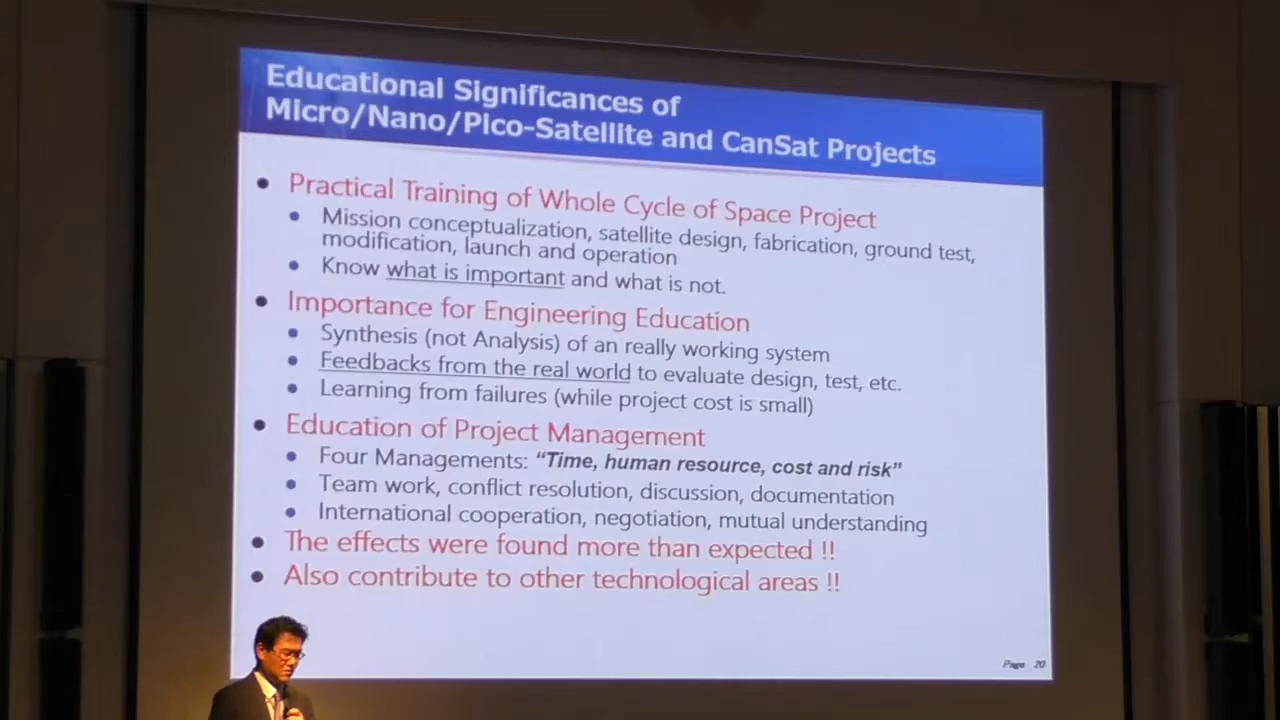 Educational Significances of
Micro/Nano/Pico-Satellite and CanSat Projects
• Practical Training of Whole Cycle of Space Project
• Mission conceptualization, satellite design, fabrication, ground test,
modification, launch and operation
• Know what is important and what is not.
• Importance for Engineering Education
• Synthesis (not Analysis) of an really working system
• Feedbacks from the real world to evaluate design, test, etc.
• Learning from failures (while project cost is small)
• Education of Project Management
• Four Managements: “Time, human resource, cost and risk”
• Team work, conflict resolution, discussion, documentation
• International cooperation, negotiation, mutual understanding
• The effects were found more than expected !!
• Also contribute to other technological areas !!
Page 20